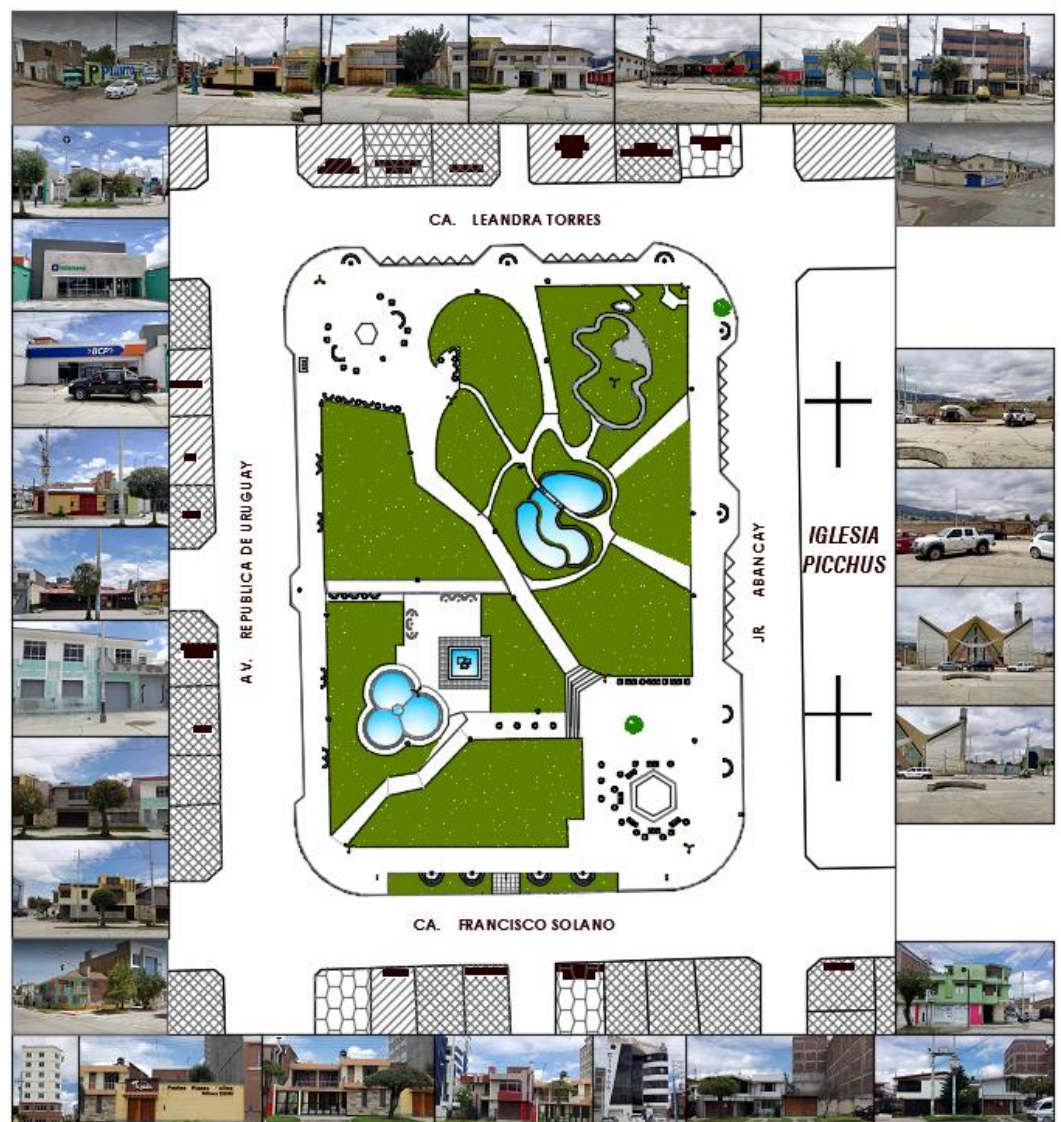 CA. LEANDRA TORRES
BCP
AV. REPUBLICA DE URUGUAY
JR ABANCAY
IGLESIA
PICCHUS
CA. FRANCISCO SOLANO